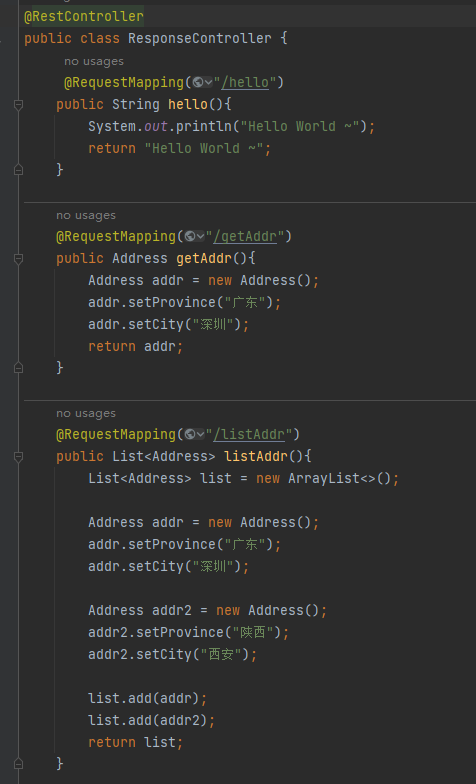 @RestController
public class ResponseController {
no usages
@RequestMapping("/hello")
public String hello(){
System.out.println("Hello World ~");
return "Hello World ~";
}
no usages
@RequestMapping("/getAddr")
public Address getAddr(){
Address addr = new Address();
addr.setProvince("广东");
addr.setCity("深圳");
return addr;
}
no usages
@RequestMapping("/listAddr")
public List<Address> listAddr(){
List<Address> list = new ArrayList<>();
Address addr = new Address();
addr.setProvince("广东");
addr.setCity("深圳");
Address addr2 = new Address();
addr2.setProvince("陕西");
addr2.setCity("西安");
list.add(addr);
list.add(addr2);
return list;
}